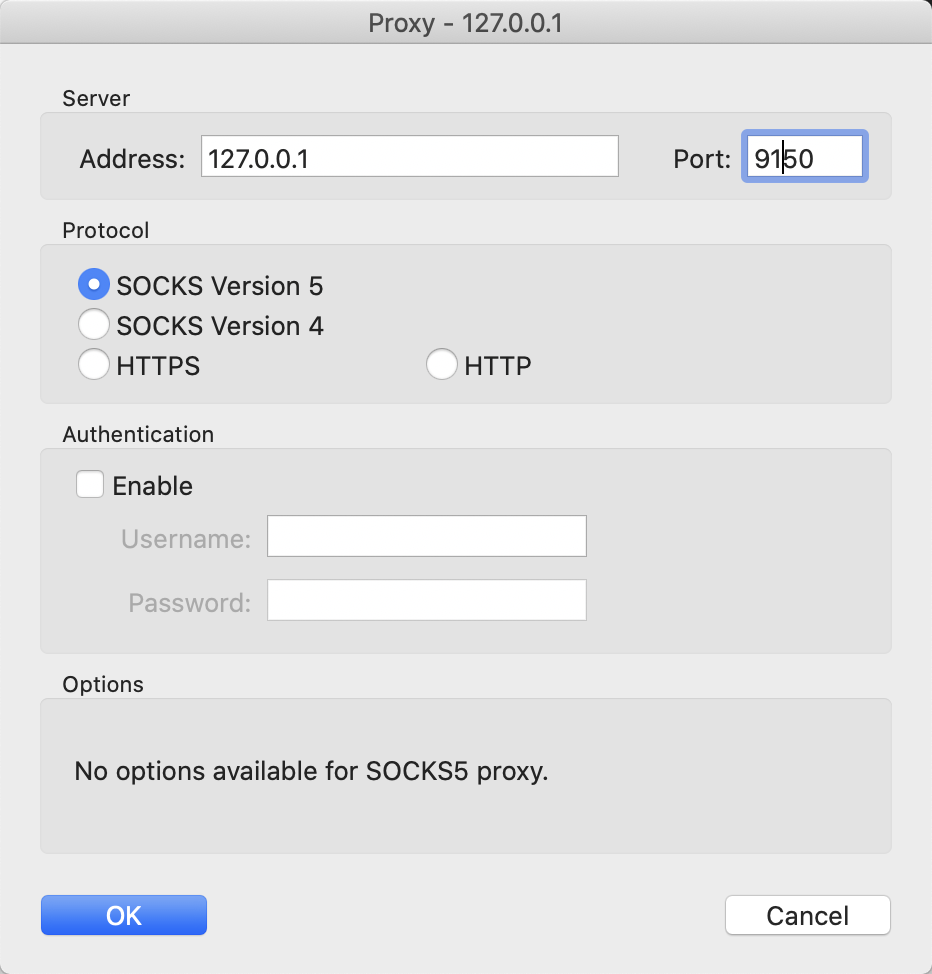 Proxy - 127.0.0.1
Server
Address: 127.0.0.1 Port: 9150
Protocol
SOCKS Version 5
SOCKS Version 4
HTTPS HTTP
Authentication
Enable
Username:
Password:
Options
No options available for SOCKS5 proxy.
OK Cancel